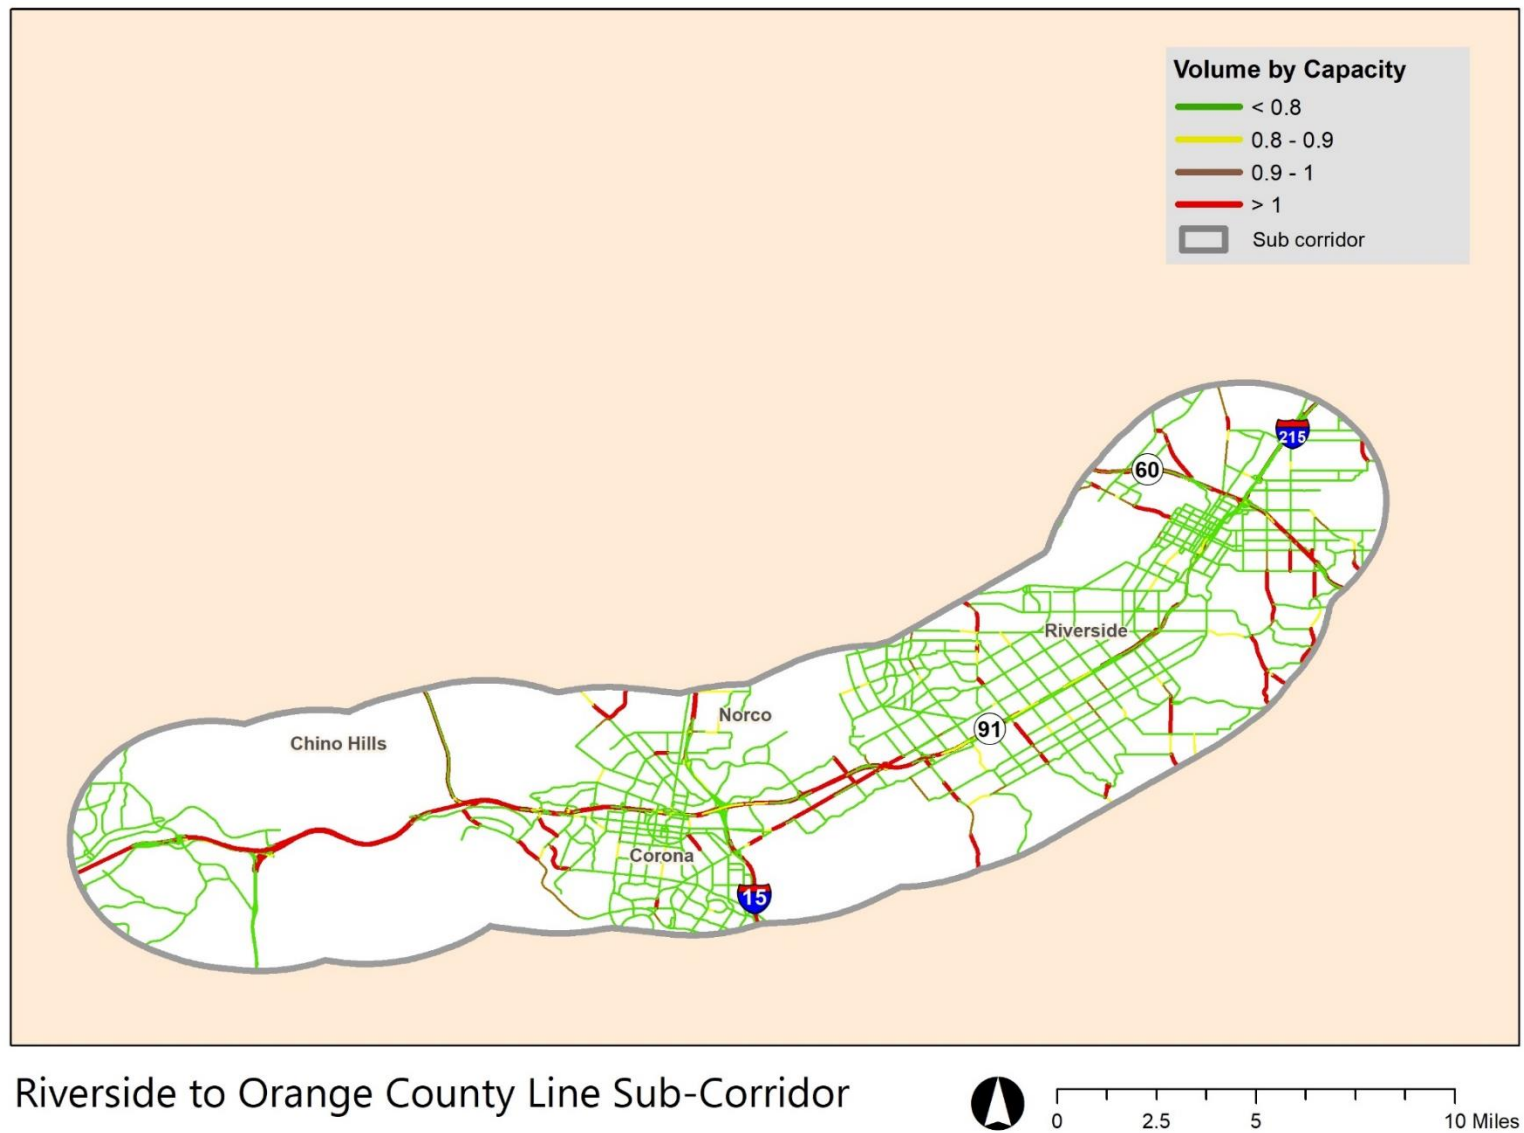 Volume by Capacity
< 0.8
0.8 - 0.9
0.9 - 1
> 1
Sub corridor
215
60
Riverside
Norco
91
Chino Hills
Corona
15
Riverside to Orange County Line Sub-Corridor
0 2.5 5 10 Miles